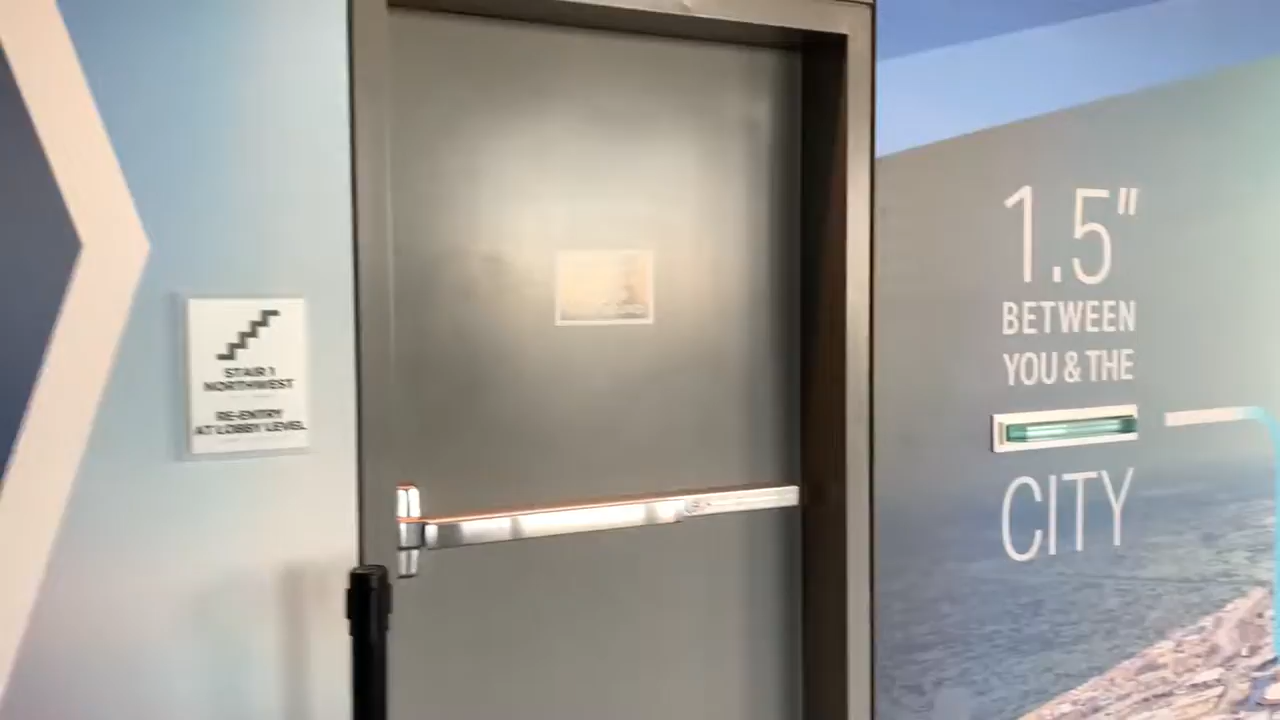 STAIR 1
NORTHWEST
RE-ENTRY
AT LOBBY LEVEL
1.5"
BETWEEN
YOU & THE
CITY